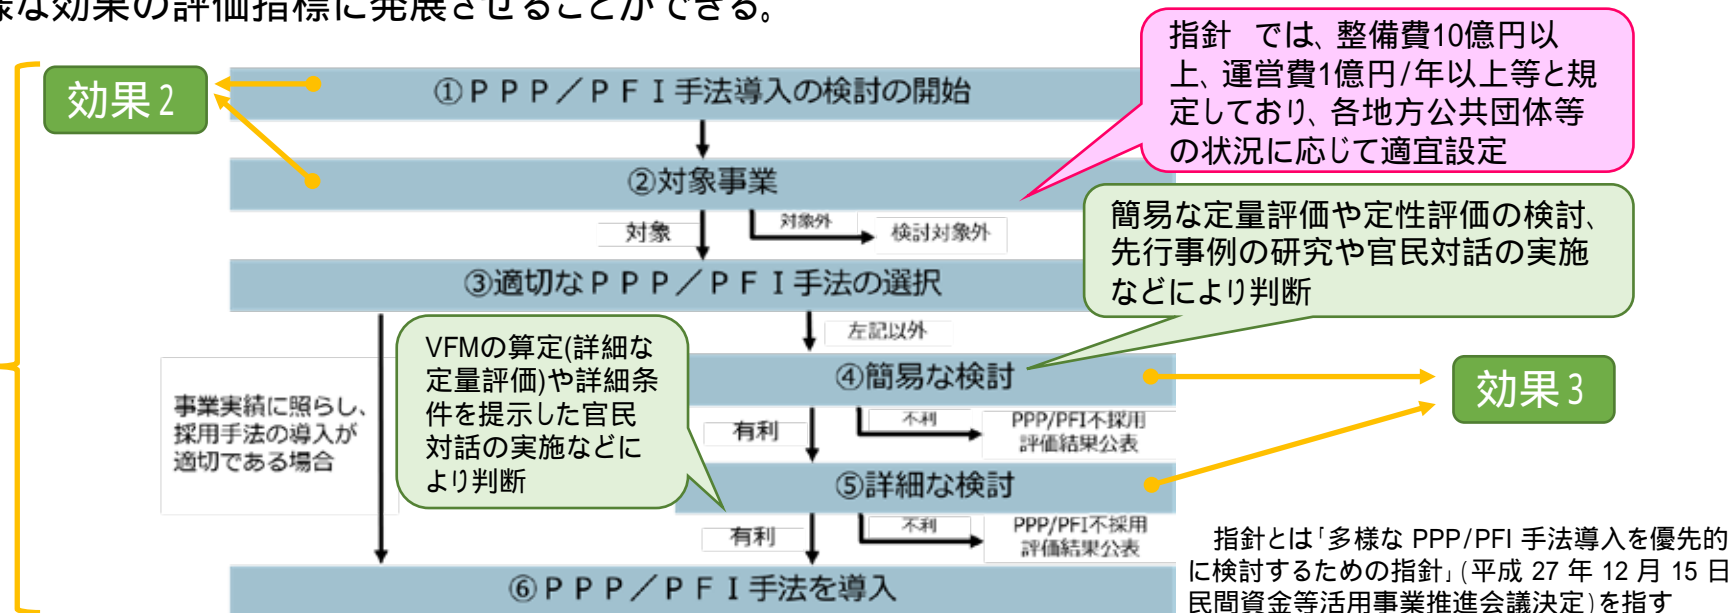 様な効果の評価指標に発展させることができる。
効果2
①PPP/PFI手法導入の検討の開始
指針　では、整備費10億円以
上、運営費1億円/年以上等と規
定しており、各地方公共団体等
の状況に応じて適宜設定
②対象事業
対象
対象外
検討対象外
簡易な定量評価や定性評価の検討、
先行事例の研究や官民対話の実施
などにより判断
③適切なPPP/PFI手法の選択
左記以外
事業実績に照らし、
採用手法の導入が
適切である場合
VFMの算定(詳細な
定量評価)や詳細条
件を提示した官民
対話の実施などに
より判断
④簡易な検討
効果3
有利
不利
PPP/PFI不採用
評価結果公表
⑤詳細な検討
有利
不利
PPP/PFI不採用
評価結果公表
⑥PPP/PFI手法を導入
指針とは「多様な PPP/PFI 手法導入を優先的
に検討するための指針」(平成 27 年 12 月 15 日
民間資金等活用事業推進会議決定)を指す